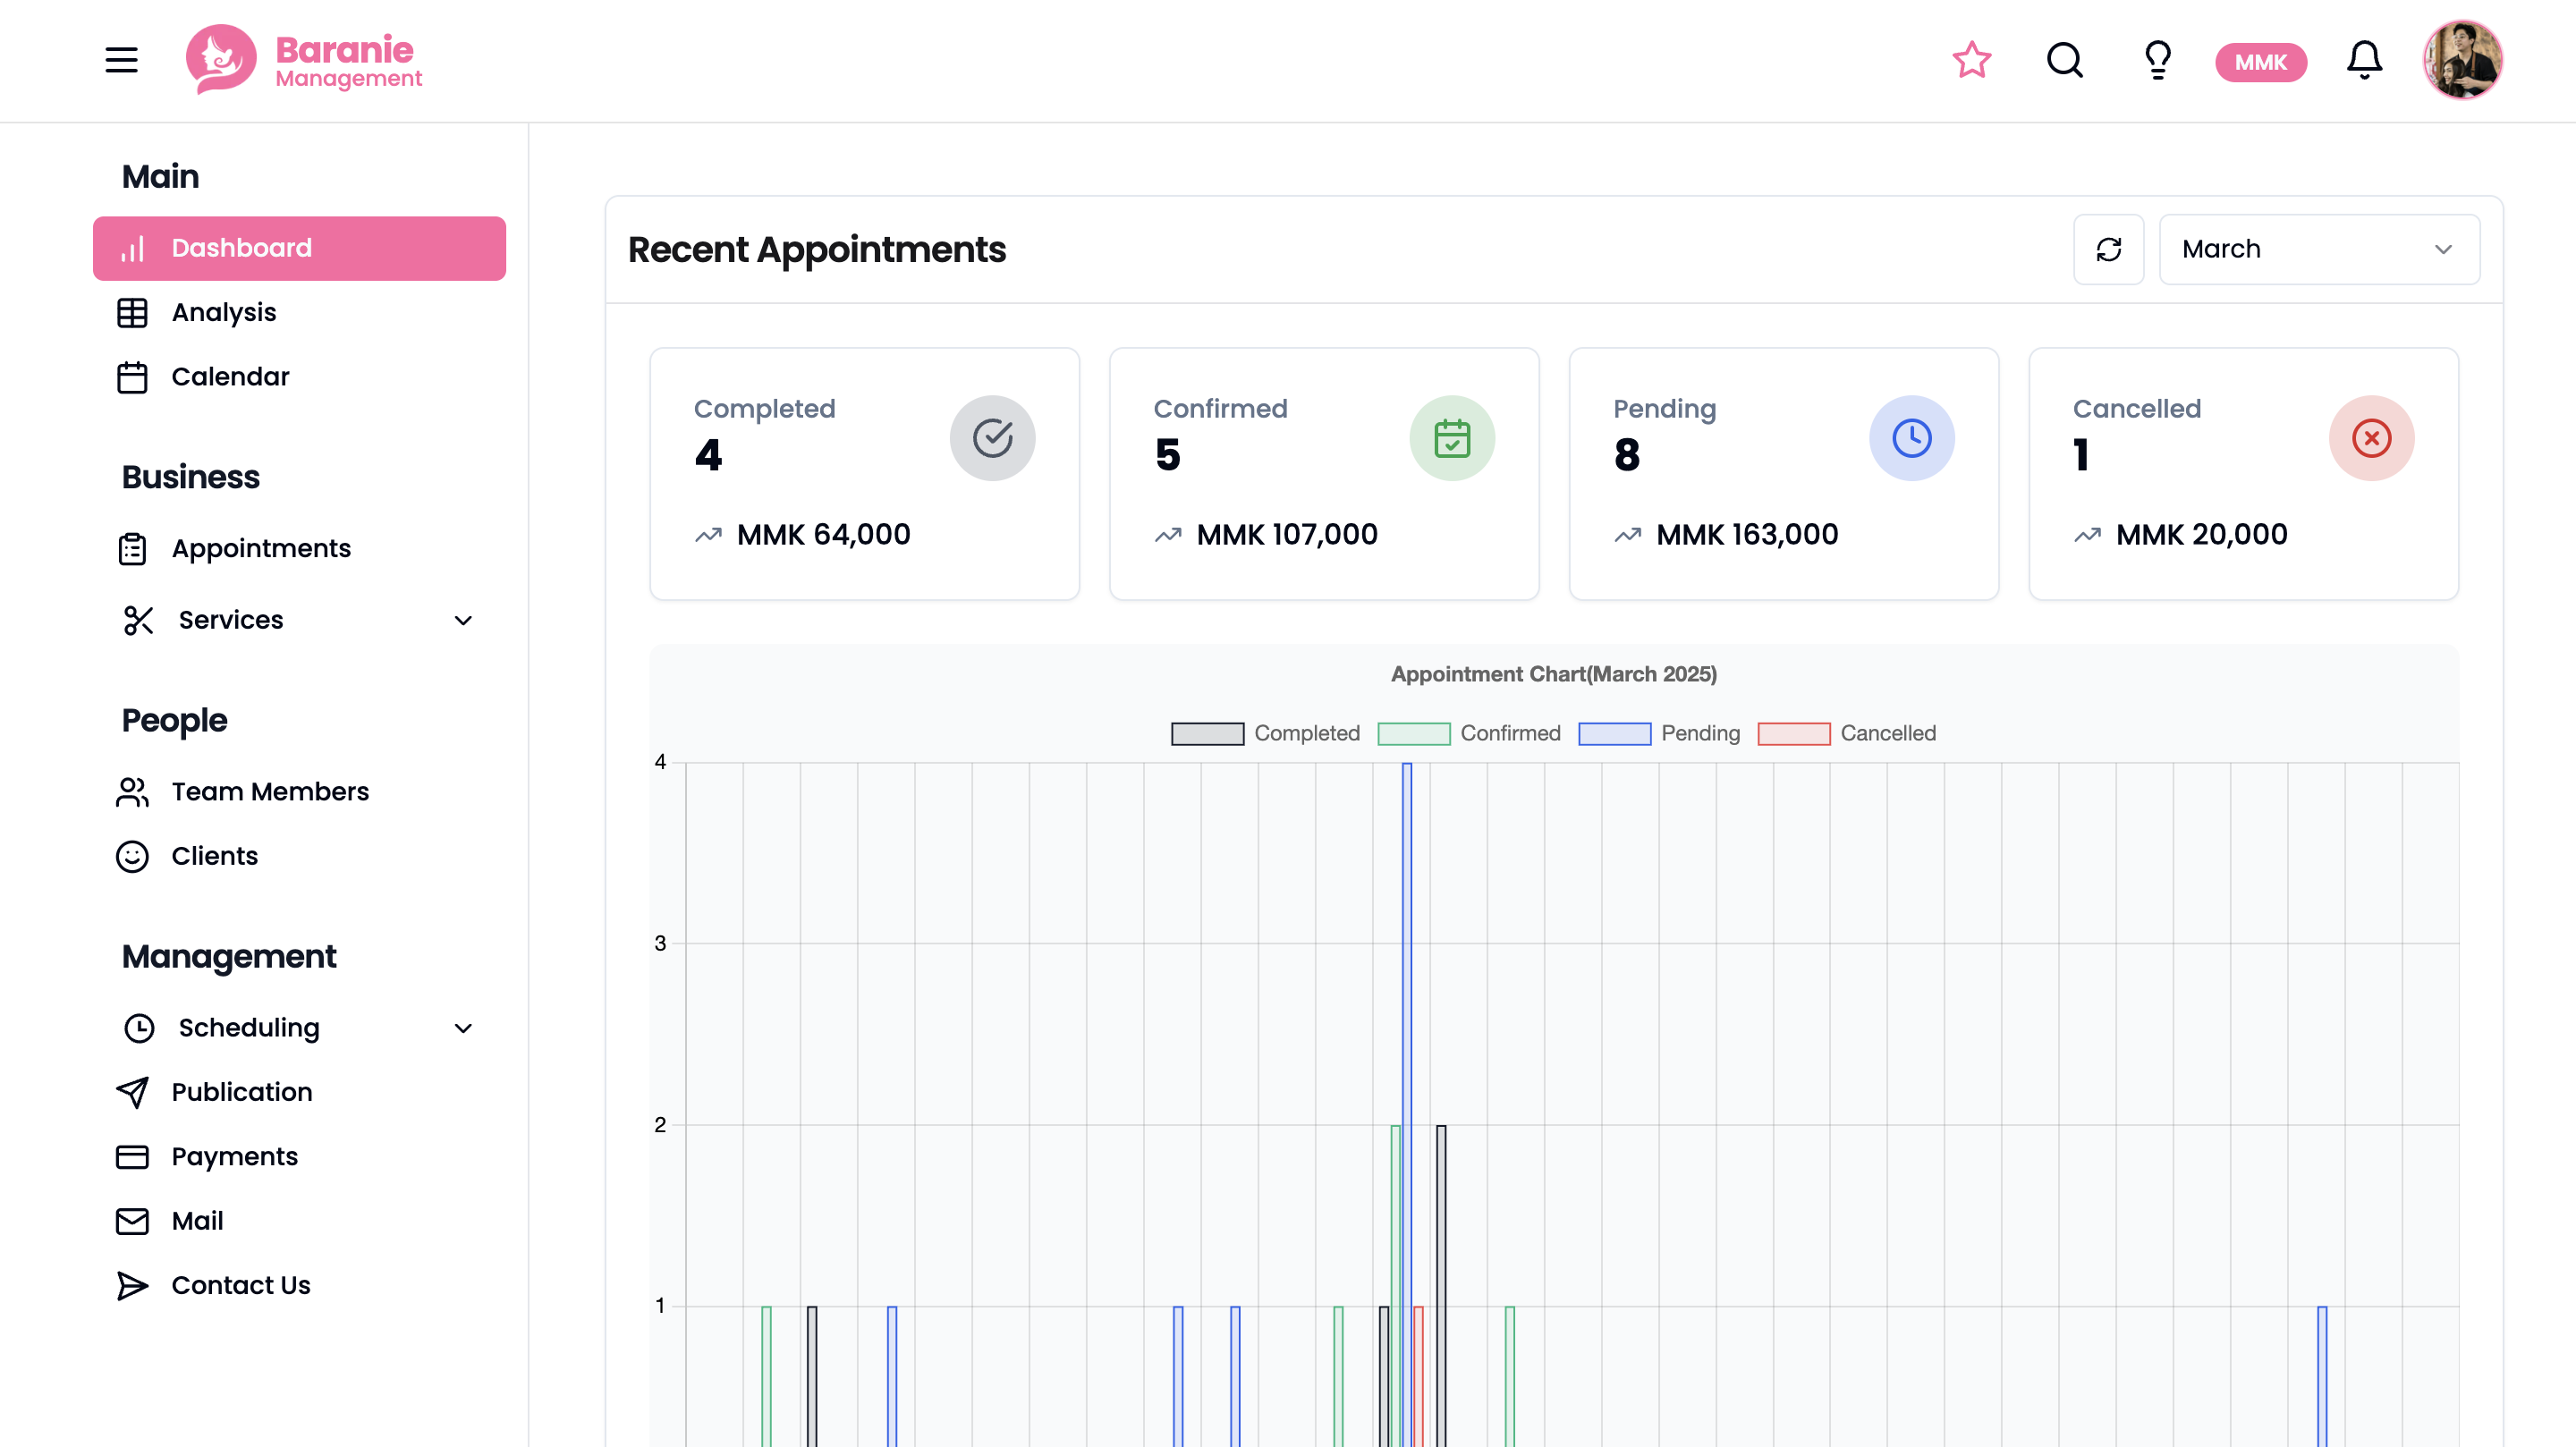 Baranie
Management
MMK
Main
Dashboard
Analysis
Calendar
Business
Appointments
Services
People
Team Members
Clients
Management
Scheduling
Publication
Payments
Mail
Contact Us
Recent Appointments
March
Completed
4
MMK 64,000
Confirmed
5
MMK 107,000
Pending
8
MMK 163,000
Cancelled
1
MMK 20,000
Appointment Chart(March 2025)
Completed Confirmed Pending Cancelled
4
3
2
1